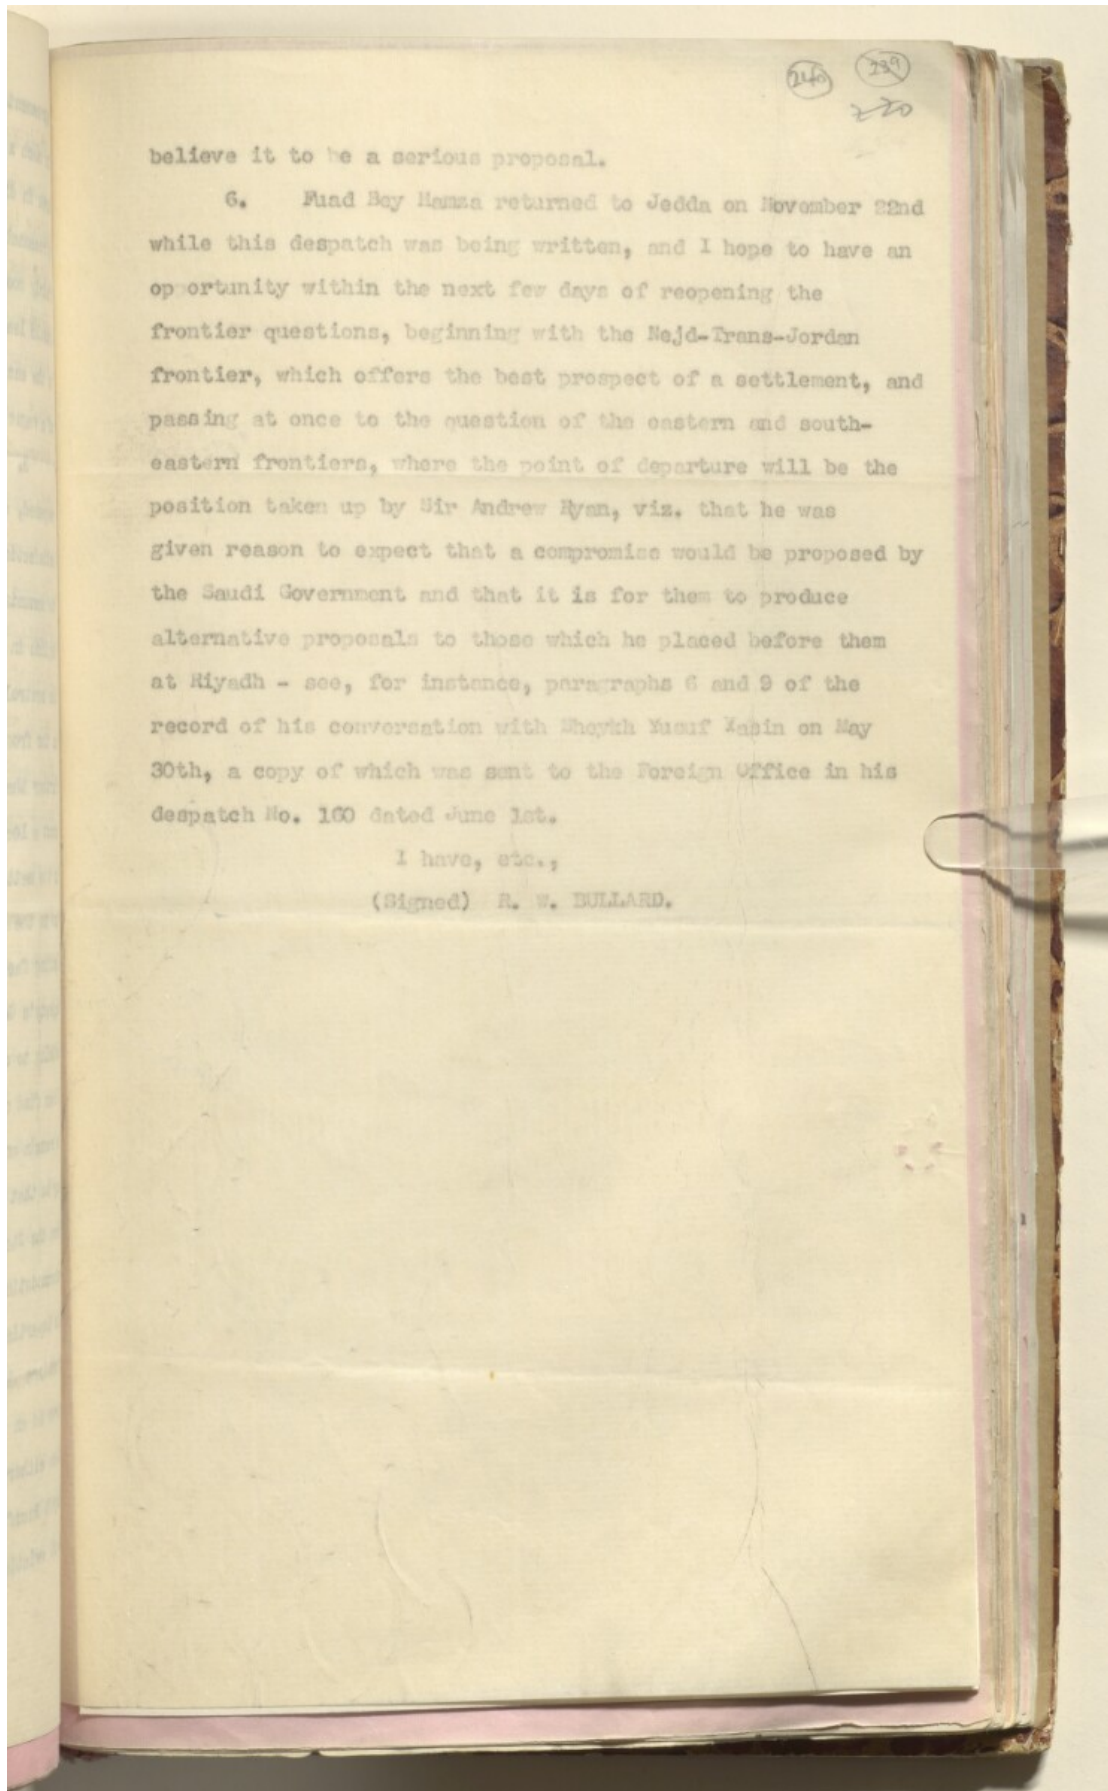 240 239
220
believe it to be a serious proposal.
6. Fuad Bey Hamza returned to Jedda on November 22nd
while this despatch was being written, and I hope to have an
opportunity within the next few days of reopening the
frontier questions, beginning with the Nejd-Trans-Jordan
frontier, which offers the best prospect of a settlement, and
passing at once to the question of the eastern and south-
eastern frontiers, where the point of departure will be the
position taken up by Sir Andrew Ryan, viz. that he was
given reason to expect that a compromise would be proposed by
the Saudi Government and that it is for them to produce
alternative proposals to those which he placed before them
at Riyadh - see, for instance, paragraphs 6 and 9 of the
record of his conversation with Sheykh Yusuf Yasin on May
30th, a copy of which was sent to the Foreign Office in his
despatch No. 160 dated June 1st.
I have, etc.,
(Signed) R. W. BULLARD.